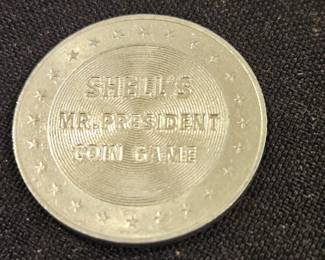 SHELL'S
MR. PRESIDENT
COIN GAME